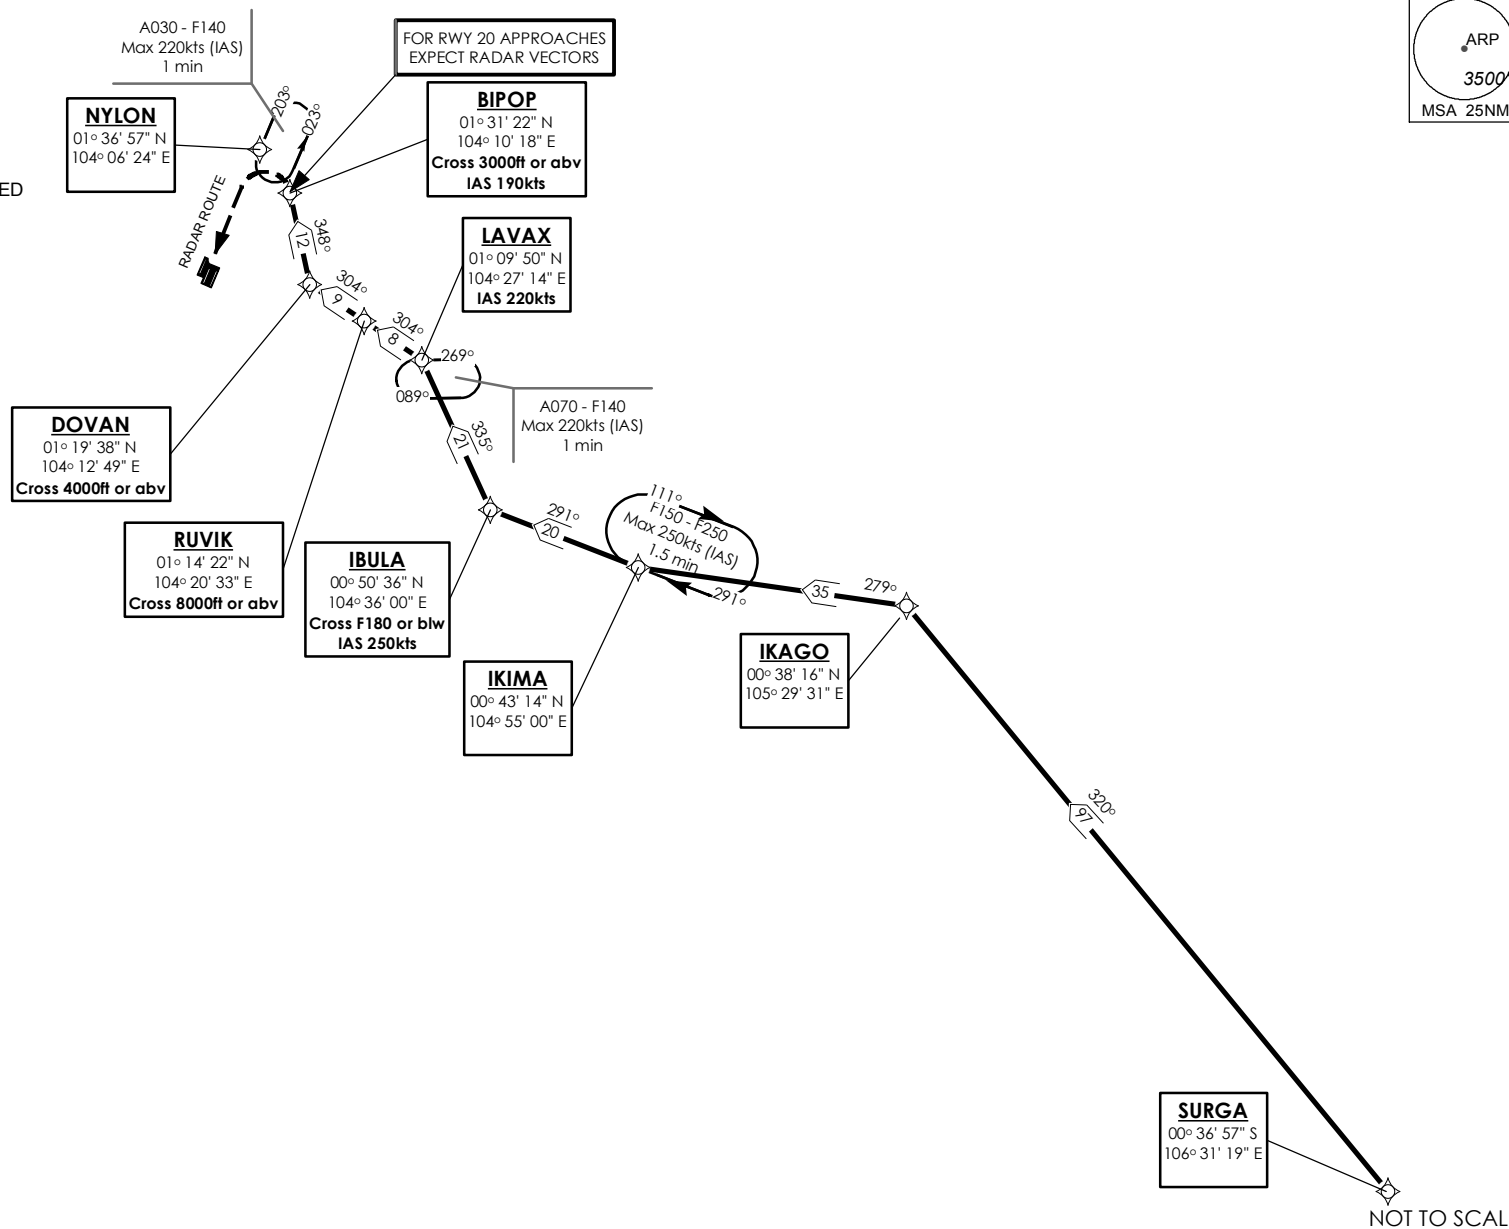 A030 - F140
Max 220kts (IAS)
1 min
FOR RWY 20 APPROACHES
EXPECT RADAR VECTORS
ARP
3500'
MSA 25NM
NYLON
01° 36' 57" N
104° 06' 24" E
203°
023°
BIPOP
01° 31' 22" N
104° 10' 18" E
Cross 3000ft or abv
IAS 190kts
ED
RADAR ROUTE
348°
12
LAVAX
01° 09' 50" N
104° 27' 14" E
IAS 220kts
304°
9
304°
8
269°
089°
A070 - F140
Max 220kts (IAS)
1 min
DOVAN
01° 19' 38" N
104° 12' 49" E
Cross 4000ft or abv
335°
21
RUVIK
01° 14' 22" N
104° 20' 33" E
Cross 8000ft or abv
IBULA
00° 50' 36" N
104° 36' 00" E
Cross F180 or blw
IAS 250kts
291°
20
111°
F150 - F250
Max 250kts (IAS)
1.5 min
291°
35
279°
IKIMA
00° 43' 14" N
104° 55' 00" E
IKAGO
00° 38' 16" N
105° 29' 31" E
320°
97
SURGA
00° 36' 57" S
106° 31' 19" E
NOT TO SCAL